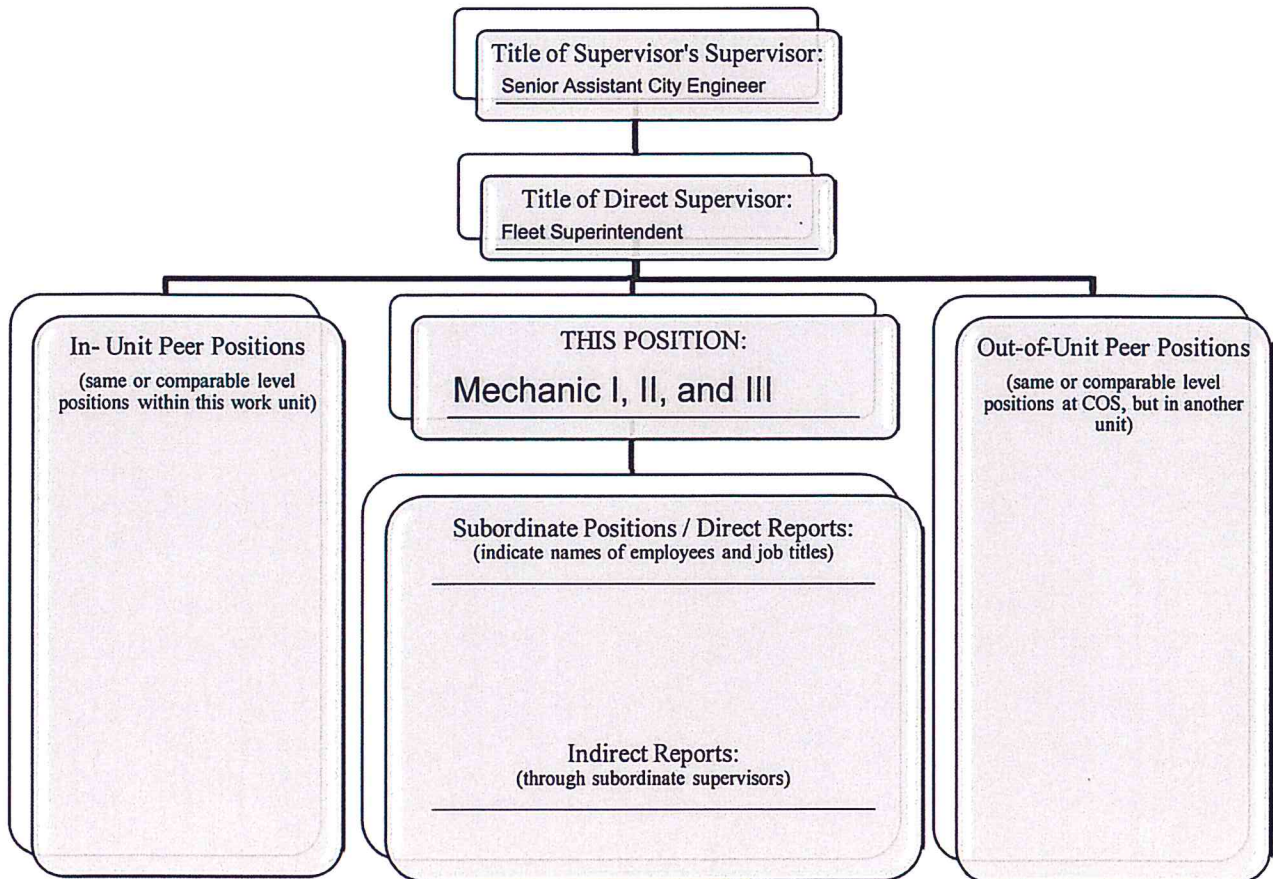 Title of Supervisor's Supervisor:
Senior Assistant City Engineer
Title of Direct Supervisor:
Fleet Superintendent
In- Unit Peer Positions
(same or comparable level
positions within this work unit)
THIS POSITION:
Mechanic I, II, and III
Out-of-Unit Peer Positions
(same or comparable level
positions at COS, but in another
unit)
Subordinate Positions / Direct Reports:
(indicate names of employees and job titles)
Indirect Reports:
(through subordinate supervisors)